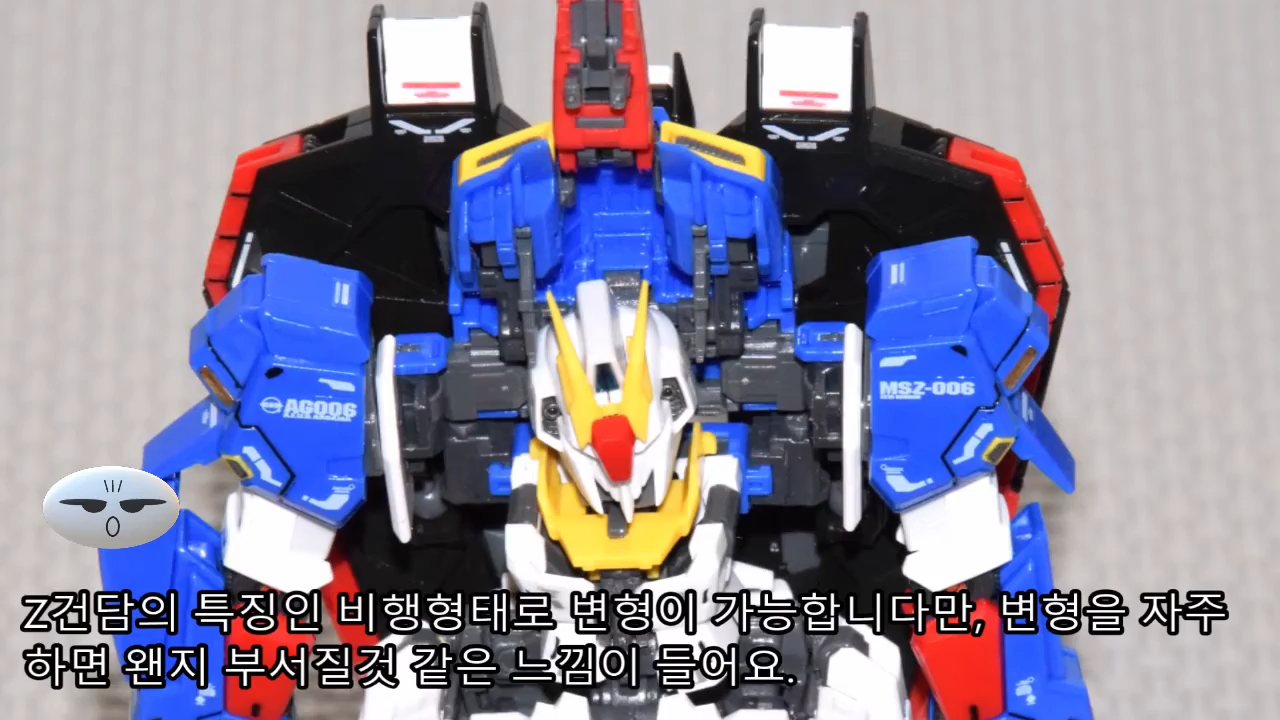 AG006
MSZ-006
Z건담의 특징인 비행형태로 변형이 가능합니다만, 변형을 자주
하면 왠지 부서질것 같은 느낌이 들어요.